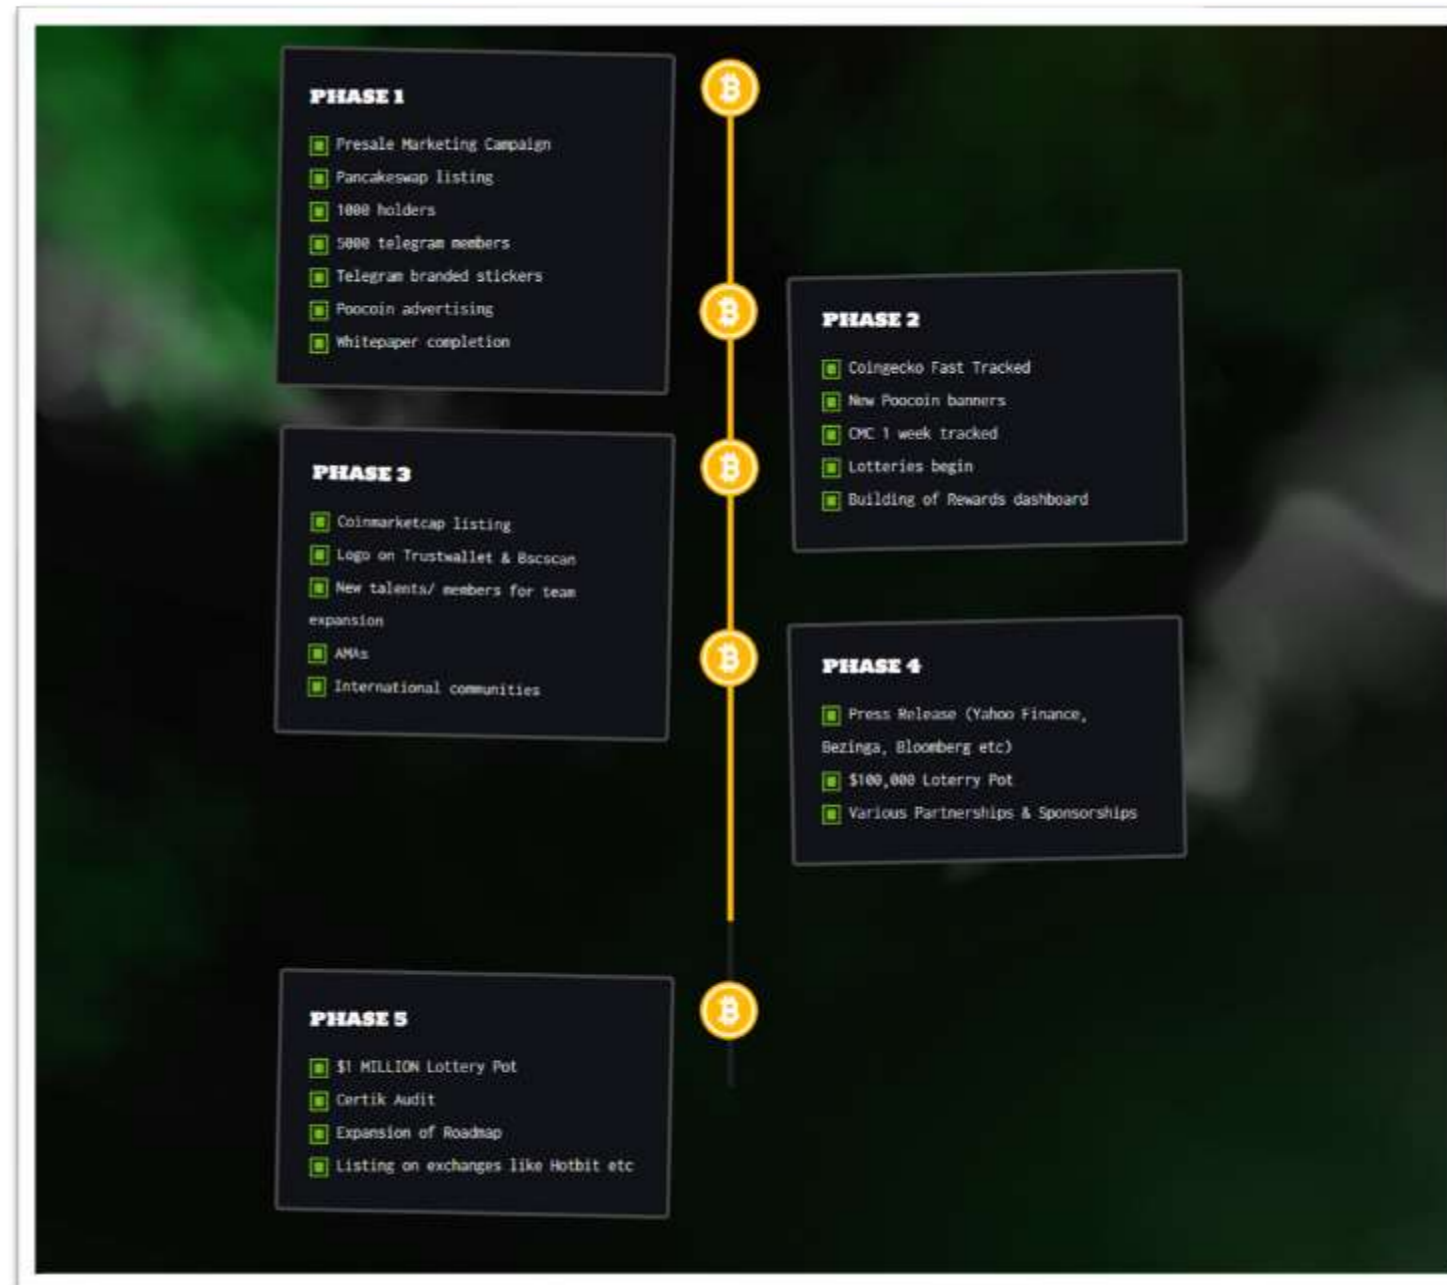 PHASE 1
Presale Marketing Campaign
Pancakeswap listing
1000 holders
5000 telegram members
Telegram branded stickers
Poocoin advertising
Whitepaper completion
PHASE 2
Coingecko Fast Tracked
New Poocoin banners
CMC 1 week tracked
Lotteries begin
Building of Rewards dashboard
PHASE 3
Coinmarketcap listing
Logo on Trustwallet & Bscscan
New talents/ members for team
expansion
AMAs
International communities
PHASE 4
Press Release (Yahoo Finance,
Bezinga, Bloomberg etc)
$100,000 Loterry Pot
Various Partnerships & Sponsorships
PHASE 5
$1 MILLION Lottery Pot
Certik Audit
Expansion of Roadmap
Listing on exchanges like Hotbit etc